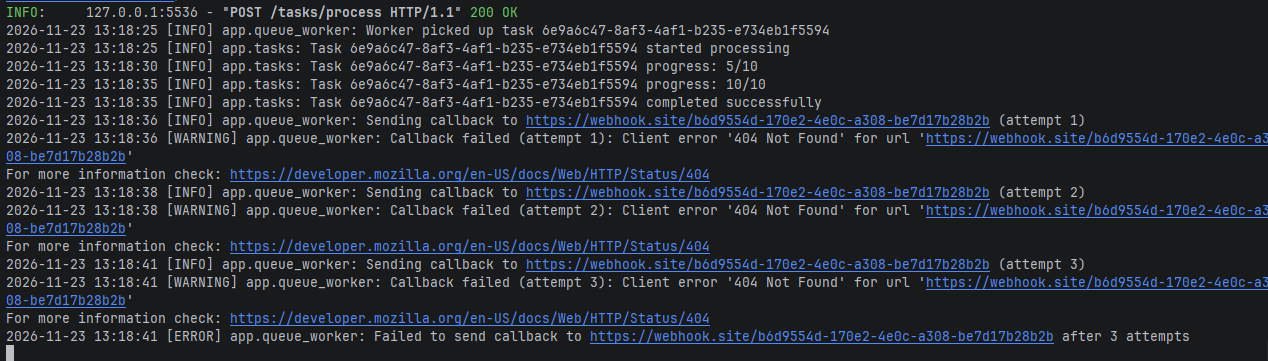 INFO:     127.0.0.1:5536 - "POST /tasks/process HTTP/1.1" 200 OK
2026-11-23 13:18:25 [INFO] app.queue_worker: Worker picked up task 6e9a6c47-8af3-4af1-b235-e734eb1f5594
2026-11-23 13:18:25 [INFO] app.tasks: Task 6e9a6c47-8af3-4af1-b235-e734eb1f5594 started processing
2026-11-23 13:18:30 [INFO] app.tasks: Task 6e9a6c47-8af3-4af1-b235-e734eb1f5594 progress: 5/10
2026-11-23 13:18:35 [INFO] app.tasks: Task 6e9a6c47-8af3-4af1-b235-e734eb1f5594 progress: 10/10
2026-11-23 13:18:35 [INFO] app.tasks: Task 6e9a6c47-8af3-4af1-b235-e734eb1f5594 completed successfully
2026-11-23 13:18:36 [INFO] app.queue_worker: Sending callback to https://webhook.site/b6d9554d-170e2-4e0c-a308-be7d17b28b2b (attempt 1)
2026-11-23 13:18:36 [WARNING] app.queue_worker: Callback failed (attempt 1): Client error '404 Not Found' for url 'https://webhook.site/b6d9554d-170e2-4e0c-a3
08-be7d17b28b2b'
For more information check: https://developer.mozilla.org/en-US/docs/Web/HTTP/Status/404
2026-11-23 13:18:38 [INFO] app.queue_worker: Sending callback to https://webhook.site/b6d9554d-170e2-4e0c-a308-be7d17b28b2b (attempt 2)
2026-11-23 13:18:38 [WARNING] app.queue_worker: Callback failed (attempt 2): Client error '404 Not Found' for url 'https://webhook.site/b6d9554d-170e2-4e0c-a3
08-be7d17b28b2b'
For more information check: https://developer.mozilla.org/en-US/docs/Web/HTTP/Status/404
2026-11-23 13:18:41 [INFO] app.queue_worker: Sending callback to https://webhook.site/b6d9554d-170e2-4e0c-a308-be7d17b28b2b (attempt 3)
2026-11-23 13:18:41 [WARNING] app.queue_worker: Callback failed (attempt 3): Client error '404 Not Found' for url 'https://webhook.site/b6d9554d-170e2-4e0c-a3
08-be7d17b28b2b'
For more information check: https://developer.mozilla.org/en-US/docs/Web/HTTP/Status/404
2026-11-23 13:18:41 [ERROR] app.queue_worker: Failed to send callback to https://webhook.site/b6d9554d-170e2-4e0c-a308-be7d17b28b2b after 3 attempts